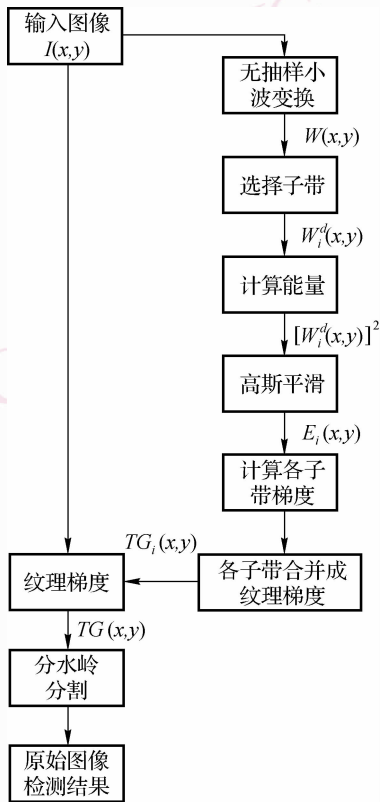 输入图像
I(x,y)
无抽样小
波变换
W(x,y)
选择子带
W_i^d(x,y)
计算能量
[W_i^d(x,y)]^2
高斯平滑
E_i(x,y)
计算各子
带梯度
TG_i(x,y)
纹理梯度
各子带合并成
纹理梯度
TG(x,y)
分水岭
分割
原始图像
检测结果